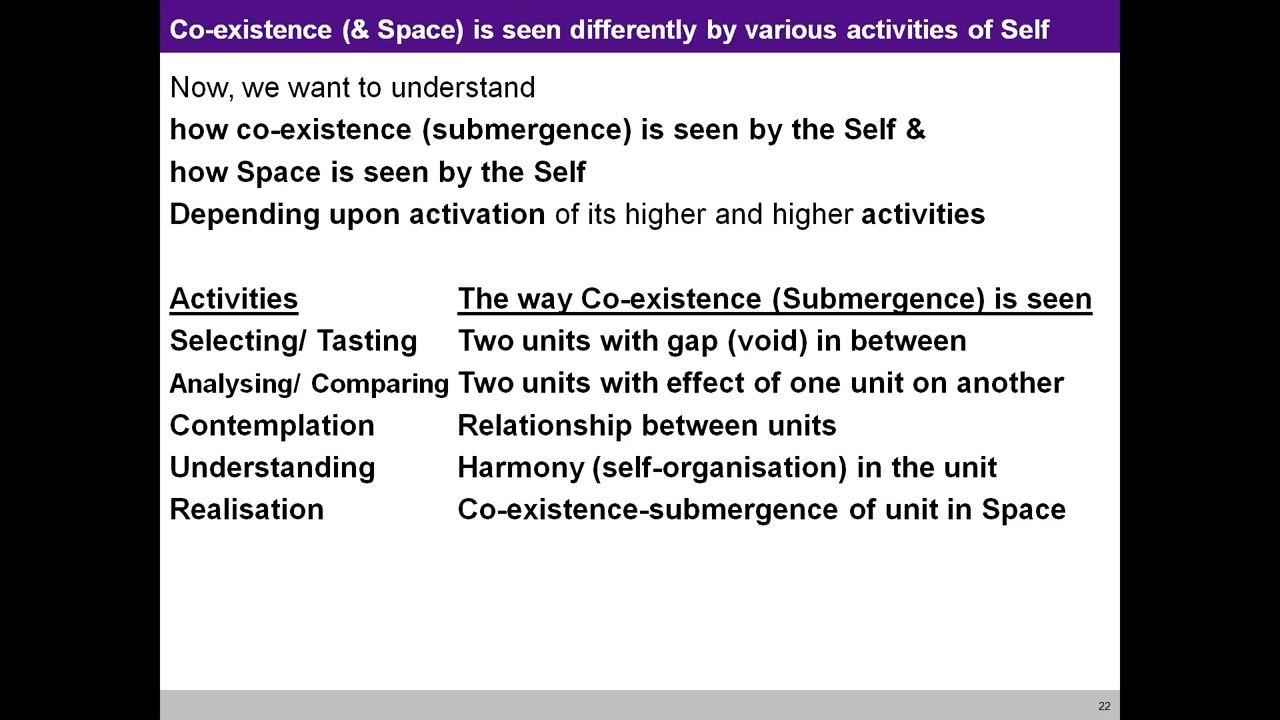 Co-existence (& Space) is seen differently by various activities of Self
Now, we want to understand
how co-existence (submergence) is seen by the Self &
how Space is seen by the Self
Depending upon activation of its higher and higher activities
Activities The way Co-existence (Submergence) is seen
Selecting/ Tasting Two units with gap (void) in between
Analysing/ Comparing Two units with effect of one unit on another
Contemplation Relationship between units
Understanding Harmony (self-organisation) in the unit
Realisation Co-existence-submergence of unit in Space
22